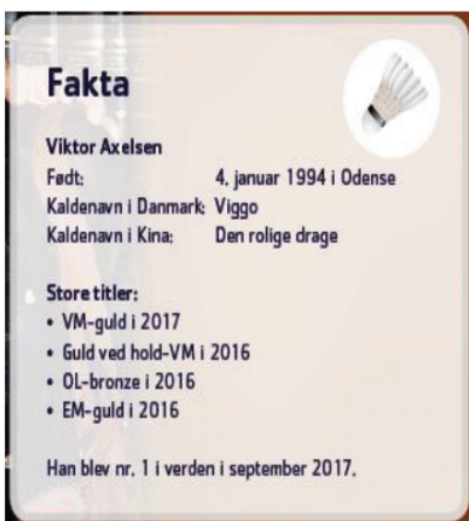 Fakta
Viktor Axelsen
Født: 4. januar 1994 i Odense
Kaldenavn i Danmark: Viggo
Kaldenavn i Kina: Den rolige drage
Store titler:
• VM-guld i 2017
• Guld ved hold-VM i 2016
• OL-bronze i 2016
• EM-guld i 2016
Han blev nr. 1 i verden i september 2017.